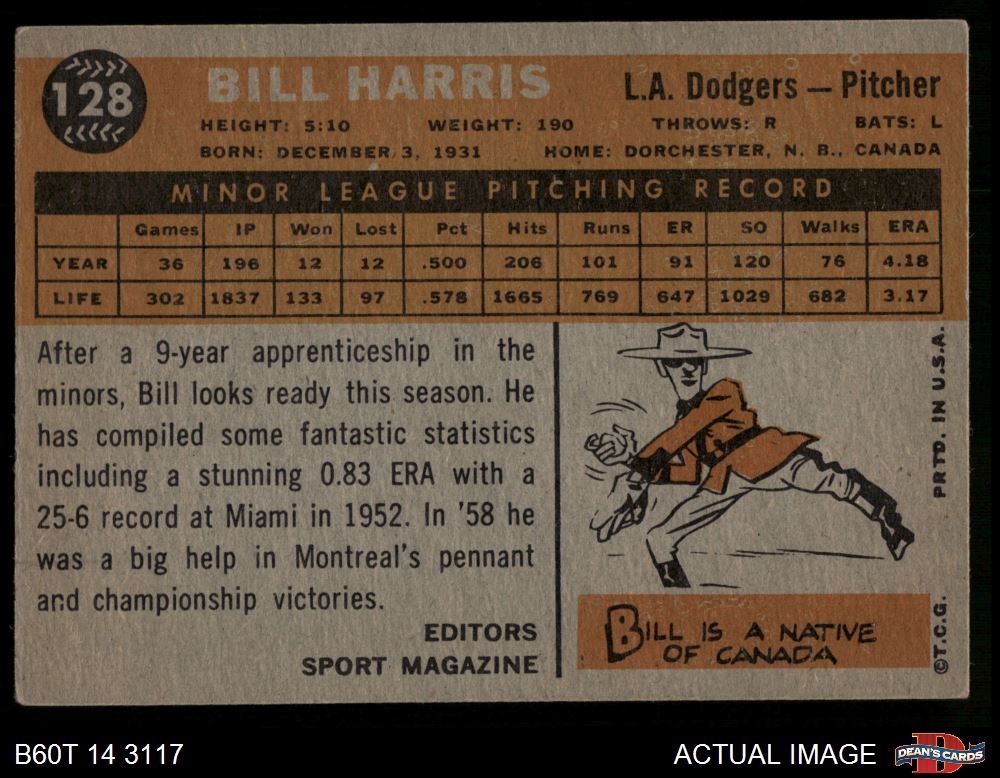 128
BILL HARRIS
L.A. Dodgers — Pitcher
HEIGHT: 5:10 WEIGHT: 190 THROWS: R BATS: L
BORN: DECEMBER 3, 1931 HOME: DORCHESTER, N. B., CANADA
MINOR LEAGUE PITCHING RECORD
Games IP Won Lost Pct Hits Runs ER SO Walks ERA
YEAR 36 196 12 12 .500 206 101 91 120 76 4.18
LIFE 302 1837 133 97 .578 1665 769 647 1029 682 3.17
After a 9-year apprenticeship in the
minors, Bill looks ready this season. He
has compiled some fantastic statistics
including a stunning 0.83 ERA with a
25-6 record at Miami in 1952. In '58 he
was a big help in Montreal's pennant
and championship victories.
EDITORS
SPORT MAGAZINE
BILL IS A NATIVE
OF CANADA
©T.C.G. PRTD. IN U.S.A.
B60T 14 3117
ACTUAL IMAGE
DEAN'S CARDS